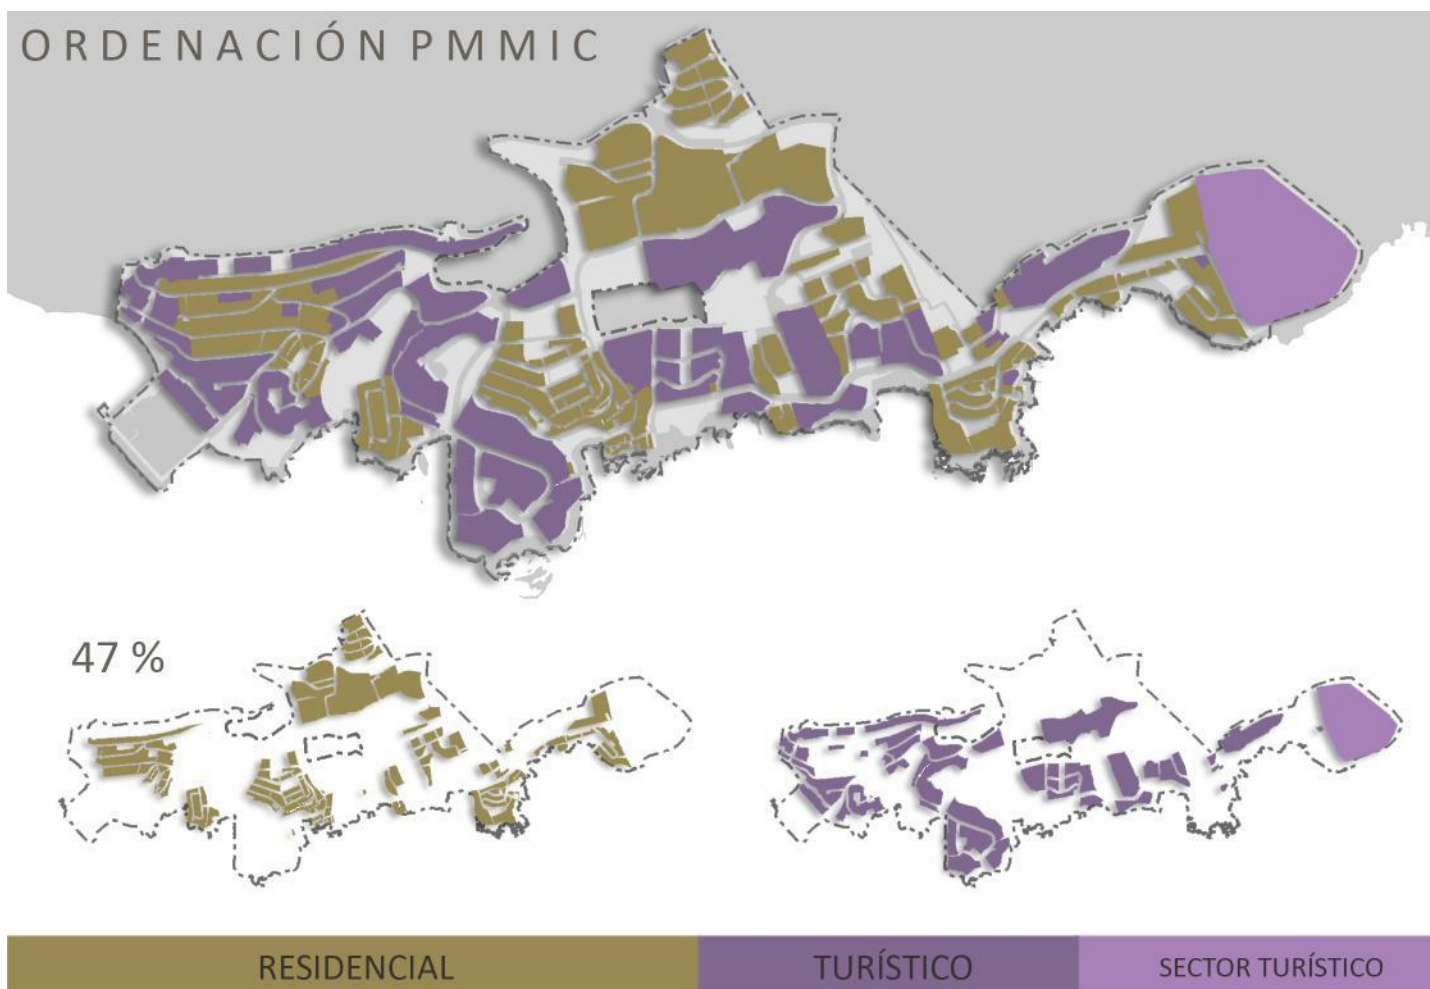 ORDENACIÓN PMMIC
47 %
RESIDENCIAL
TURÍSTICO
SECTOR TURÍSTICO